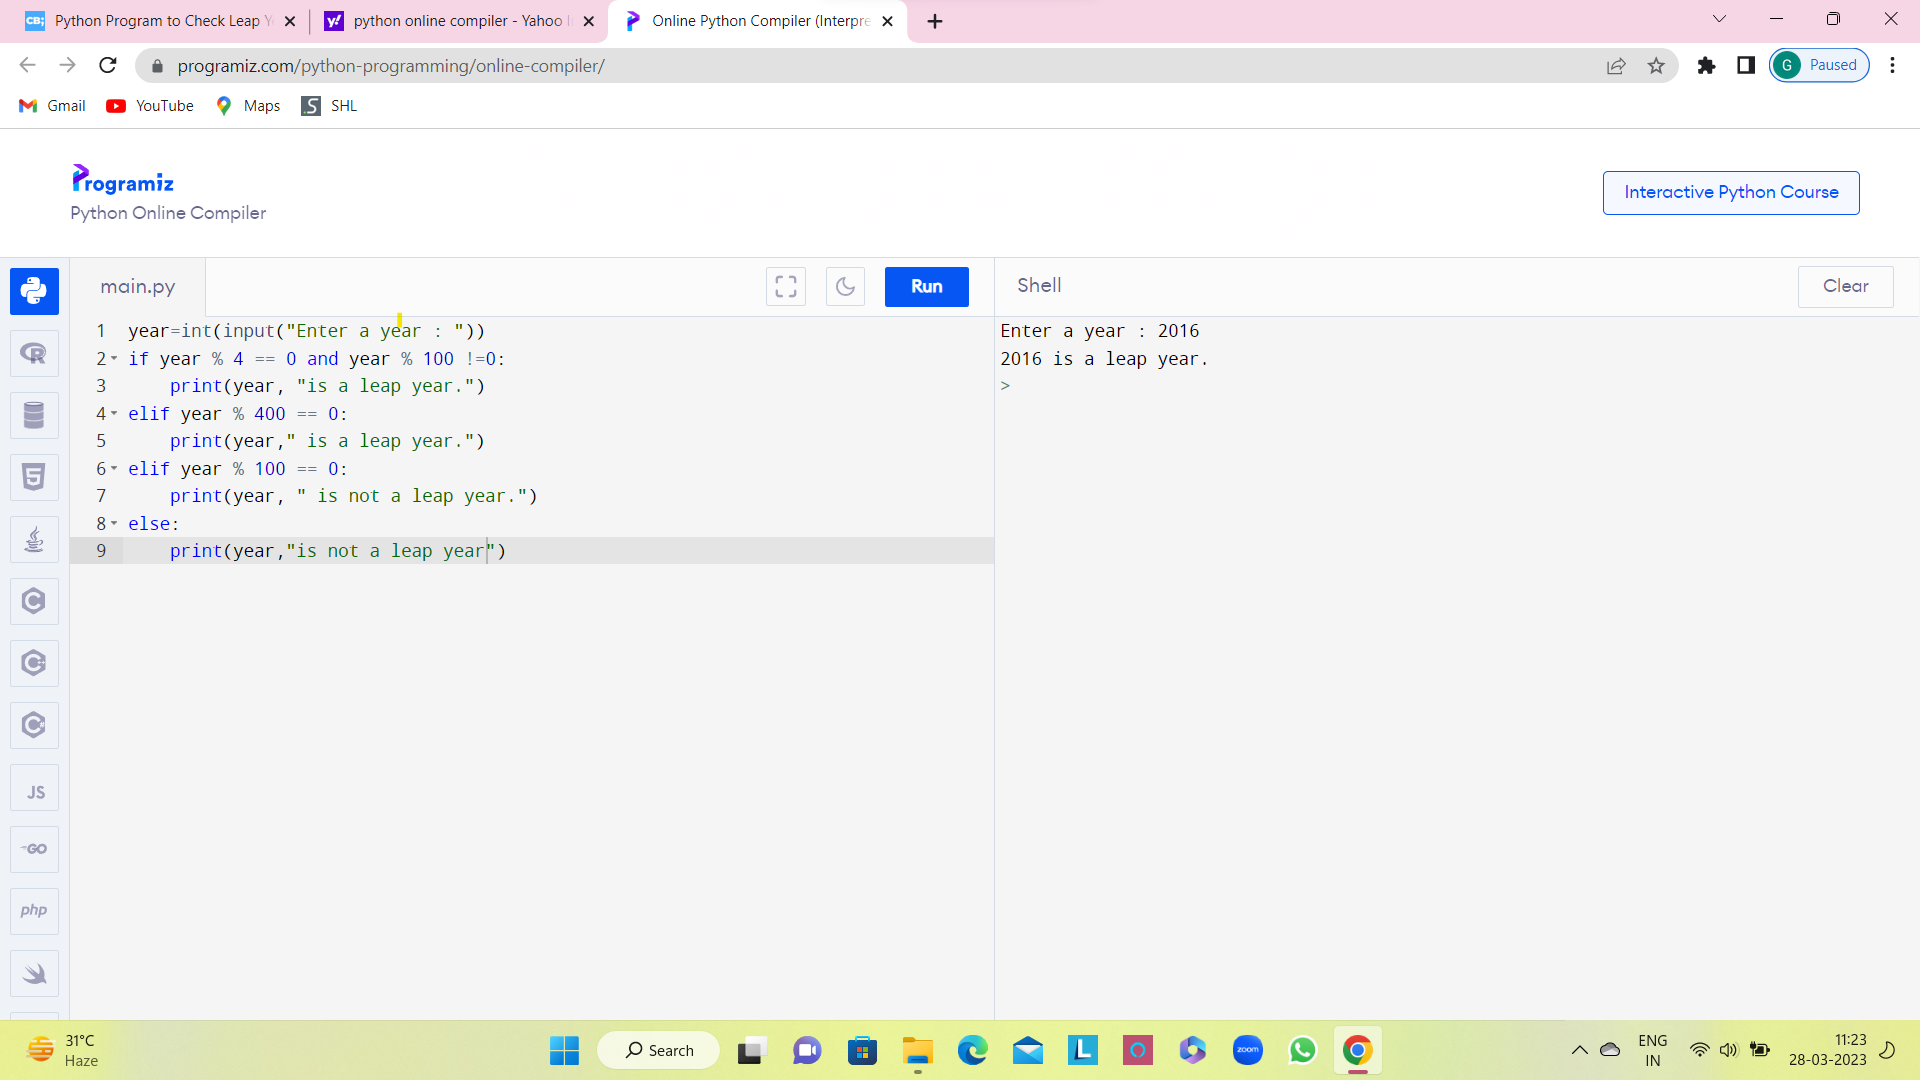 Python Program to Check Leap Y
python online compiler - Yahoo I
Online Python Compiler (Interpre
programiz.com/python-programming/online-compiler/
G Paused
Gmail YouTube Maps SHL
Programiz
Python Online Compiler
Interactive Python Course
main.py
Run
Shell
Clear
1 year=int(input("Enter a year : "))
2 if year % 4 == 0 and year % 100 !=0:
3     print(year, "is a leap year.")
4 elif year % 400 == 0:
5     print(year," is a leap year.")
6 elif year % 100 == 0:
7     print(year, " is not a leap year.")
8 else:
9     print(year,"is not a leap year")
Enter a year : 2016
2016 is a leap year.
>
JS
GO
php
31°C
Haze
Search
zoom
ENG
IN
11:23
28-03-2023